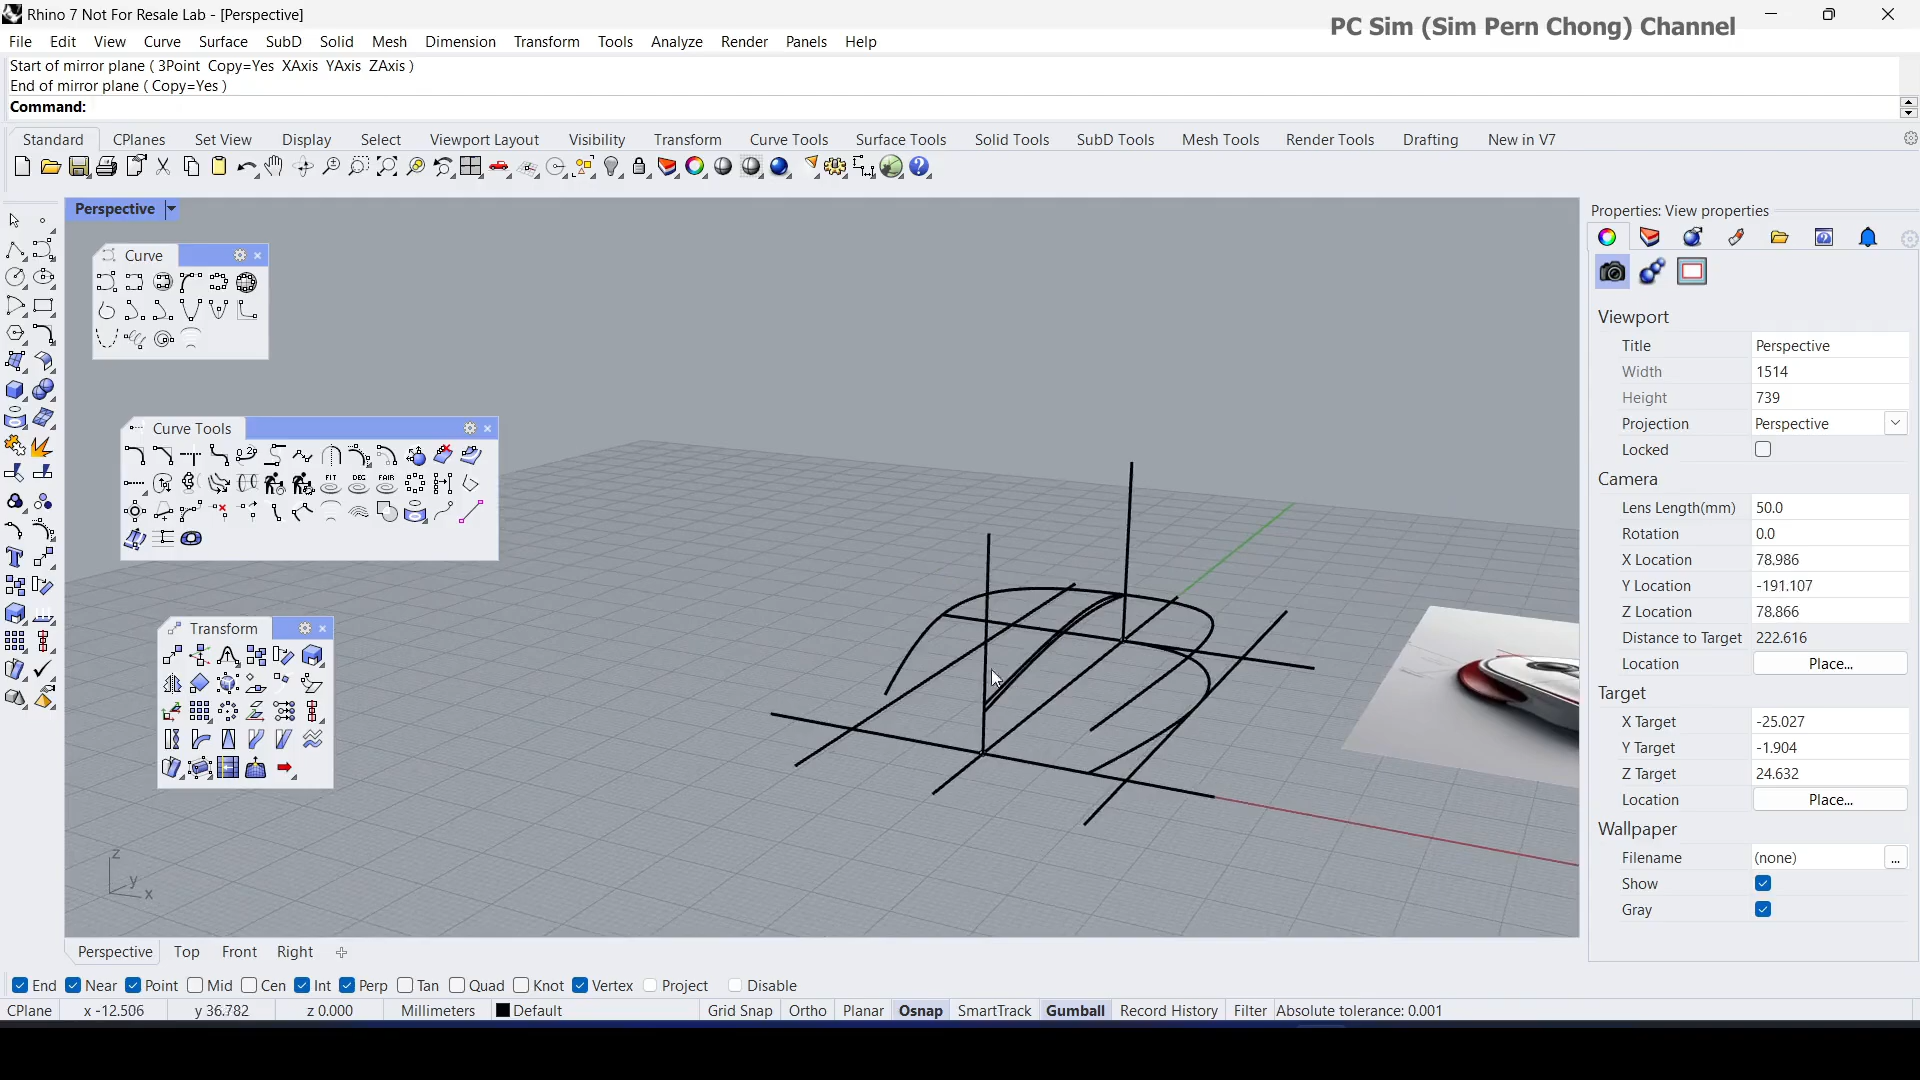 Rhino 7 Not For Resale Lab - [Perspective]
PC Sim (Sim Pern Chong) Channel
File Edit View Curve Surface SubD Solid Mesh Dimension Transform Tools Analyze Render Panels Help
Start of mirror plane ( 3Point Copy=Yes XAxis YAxis ZAxis )
End of mirror plane ( Copy=Yes )
Command:
Standard CPlanes Set View Display Select Viewport Layout Visibility Transform Curve Tools Surface Tools Solid Tools SubD Tools Mesh Tools Render Tools Drafting New in V7
Perspective
Curve
Curve Tools
FIT DEG FAIR
Transform
z
y
x
Properties: View properties
Viewport
Title Perspective
Width 1514
Height 739
Projection Perspective
Locked
Camera
Lens Length(mm) 50.0
Rotation 0.0
X Location 78.986
Y Location -191.107
Z Location 78.866
Distance to Target 222.616
Location Place...
Target
X Target -25.027
Y Target -1.904
Z Target 24.632
Location Place...
Wallpaper
Filename (none) ...
Show
Gray
Perspective Top Front Right
End Near Point Mid Cen Int Perp Tan Quad Knot Vertex Project Disable
CPlane x -12.506 y 36.782 z 0.000 Millimeters Default Grid Snap Ortho Planar Osnap SmartTrack Gumball Record History Filter Absolute tolerance: 0.001